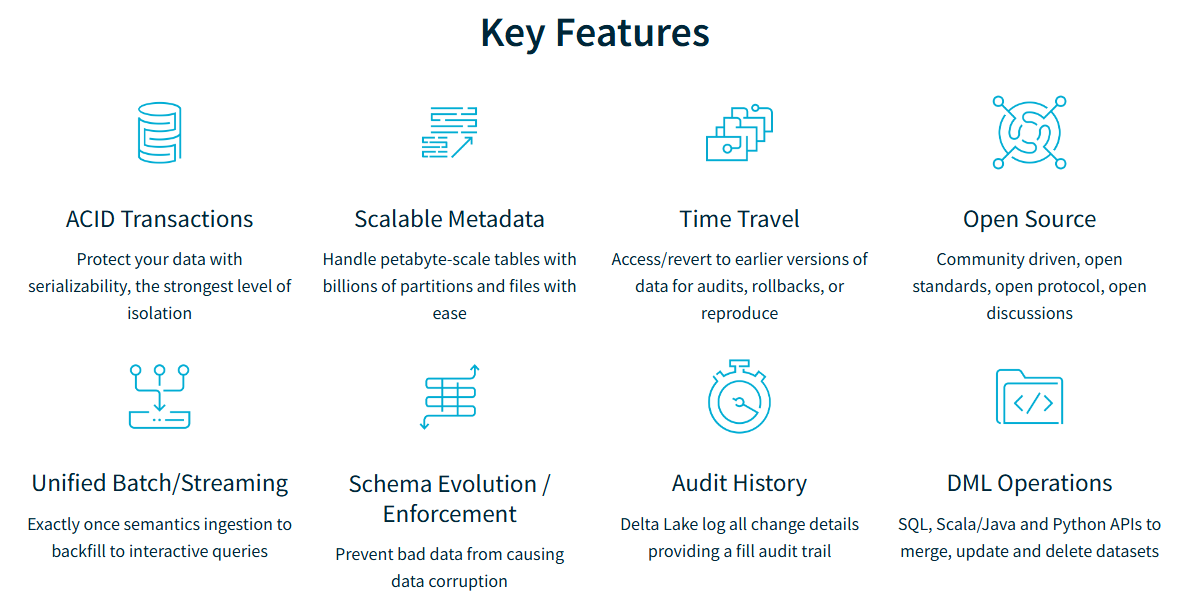 Key Features
ACID Transactions
Protect your data with
serializability, the strongest level of
isolation
Scalable Metadata
Handle petabyte-scale tables with
billions of partitions and files with
ease
Time Travel
Access/revert to earlier versions of
data for audits, rollbacks, or
reproduce
Open Source
Community driven, open
standards, open protocol, open
discussions
Unified Batch/Streaming
Exactly once semantics ingestion to
backfill to interactive queries
Schema Evolution /
Enforcement
Prevent bad data from causing
data corruption
Audit History
Delta Lake log all change details
providing a fill audit trail
DML Operations
SQL, Scala/Java and Python APIs to
merge, update and delete datasets